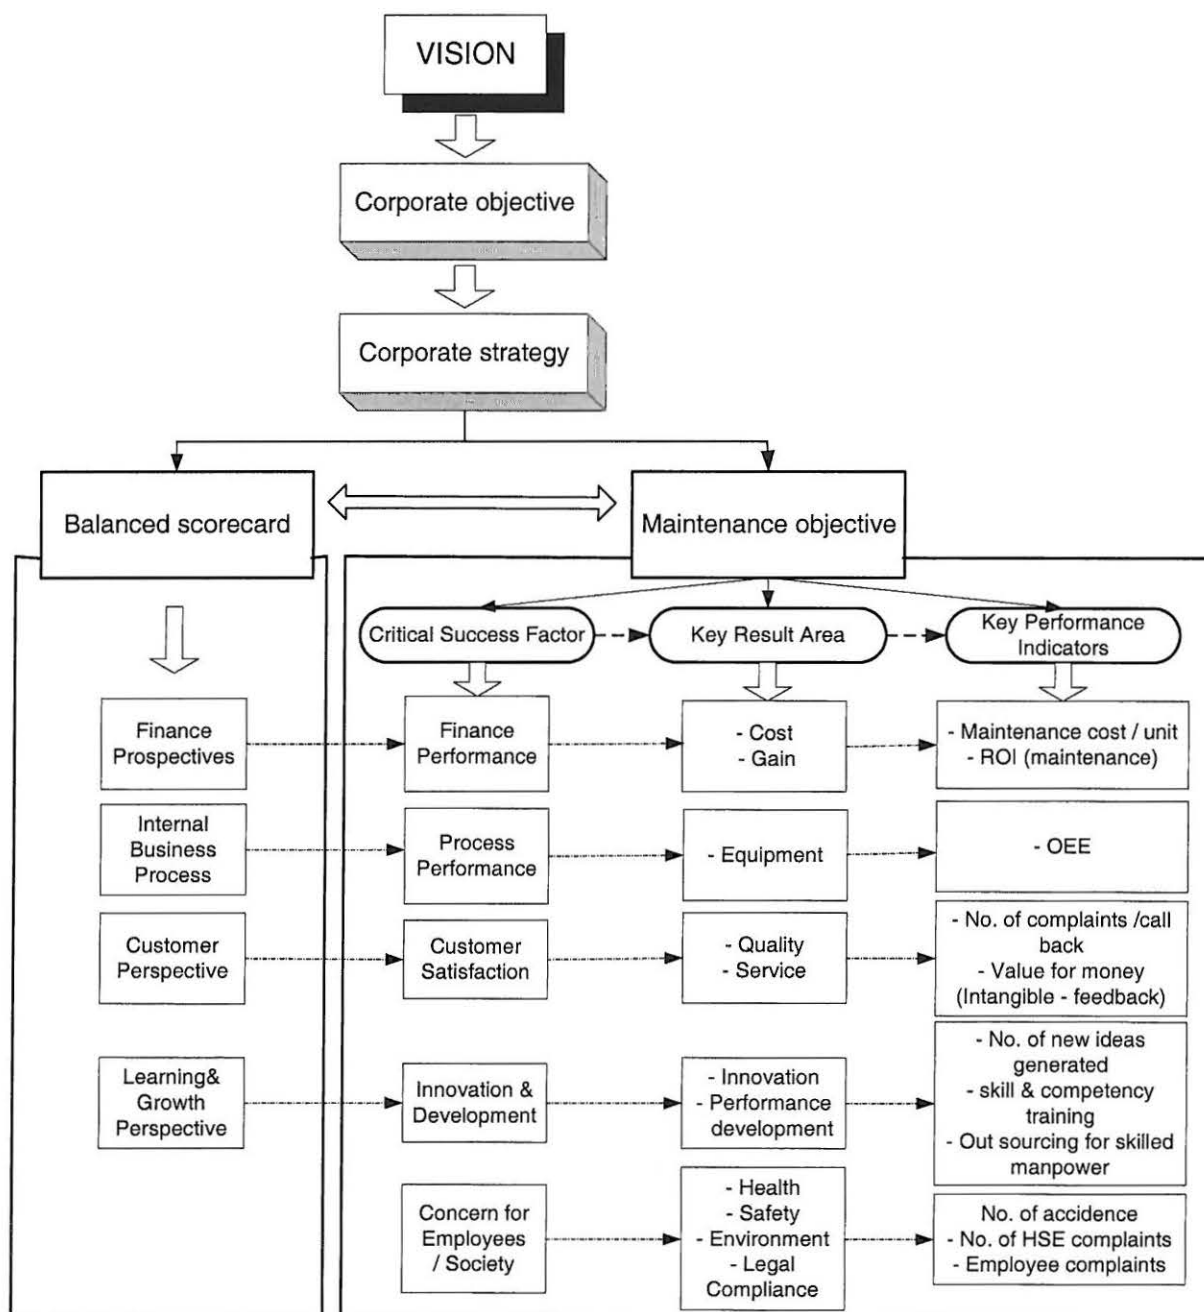 VISION
Corporate objective
Corporate strategy
Balanced scorecard
Maintenance objective
Critical Success Factor
Key Result Area
Key Performance
Indicators
Finance
Prospectives
Finance
Performance
- Cost
- Gain
- Maintenance cost / unit
- ROI (maintenance)
Internal
Business
Process
Process
Performance
- Equipment
- OEE
Customer
Perspective
Customer
Satisfaction
- Quality
- Service
- No. of complaints /call
back
- Value for money
(Intangible - feedback)
Learning&
Growth
Perspective
Innovation &
Development
- Innovation
- Performance
development
- No. of new ideas
generated
- skill & competency
training
- Out sourcing for skilled
manpower
Concern for
Employees
/ Society
- Health
- Safety
- Environment
- Legal
Compliance
No. of accidence
- No. of HSE complaints
- Employee complaints